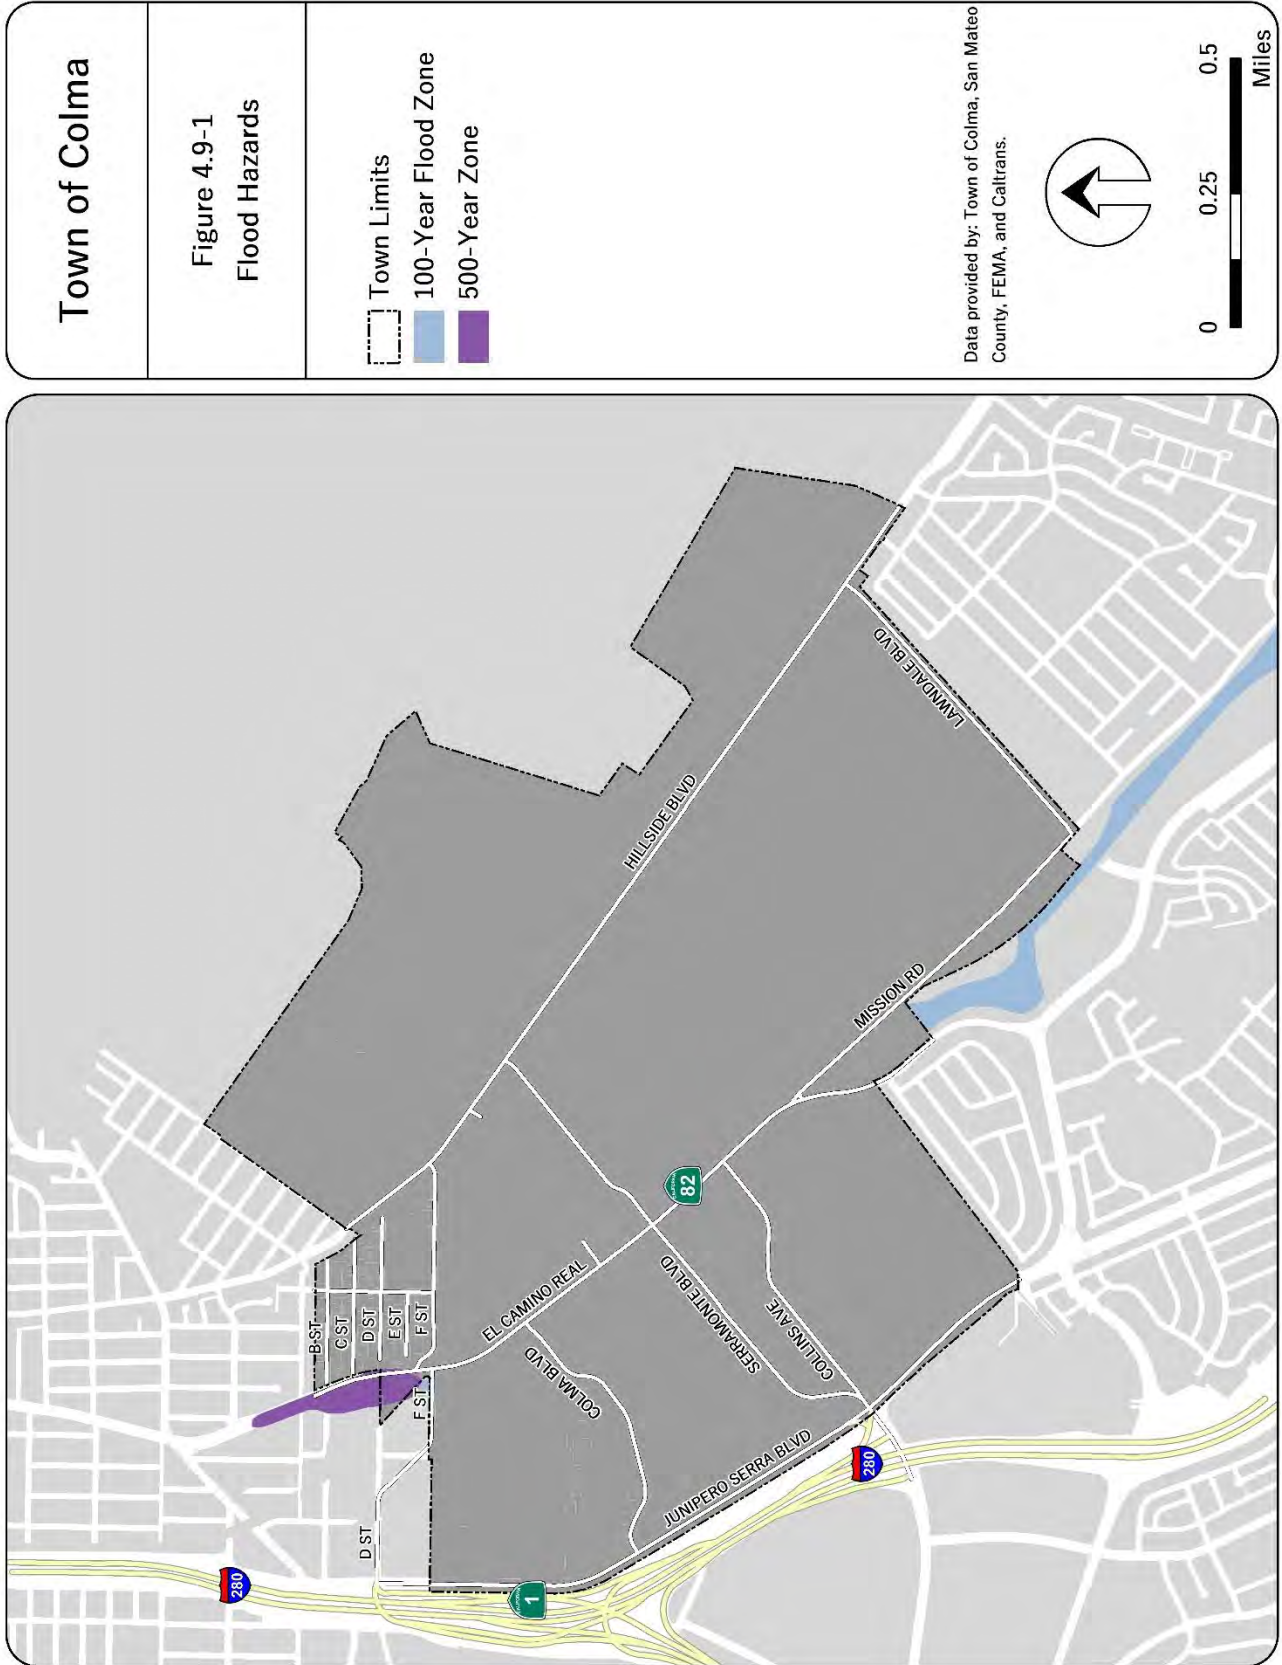 Town of Colma
Figure 4.9-1
Flood Hazards
Town Limits
100-Year Flood Zone
500-Year Zone
Data provided by: Town of Colma, San Mateo
County, FEMA, and Caltrans.
0 0.25 0.5
Miles
280
D ST
1
B ST
C ST
D ST
E ST
F ST
F ST
EL CAMINO REAL
COLMA BLVD
HILLSIDE BLVD
82
SERRAMONTE BLVD
COLLINS AVE
JUNIPERO SERRA BLVD
280
MISSION RD
LAWNDALE BLVD